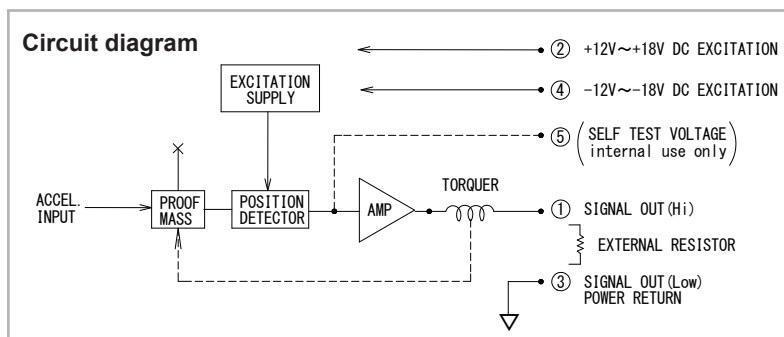 Circuit diagram
② +12V～+18V DC EXCITATION
④ -12V～-18V DC EXCITATION
EXCITATION
SUPPLY
⑤ (SELF TEST VOLTAGE
internal use only)
ACCEL.
INPUT
PROOF
MASS
POSITION
DETECTOR
AMP
TORQUER
① SIGNAL OUT(Hi)
EXTERNAL RESISTOR
③ SIGNAL OUT(Low)
POWER RETURN